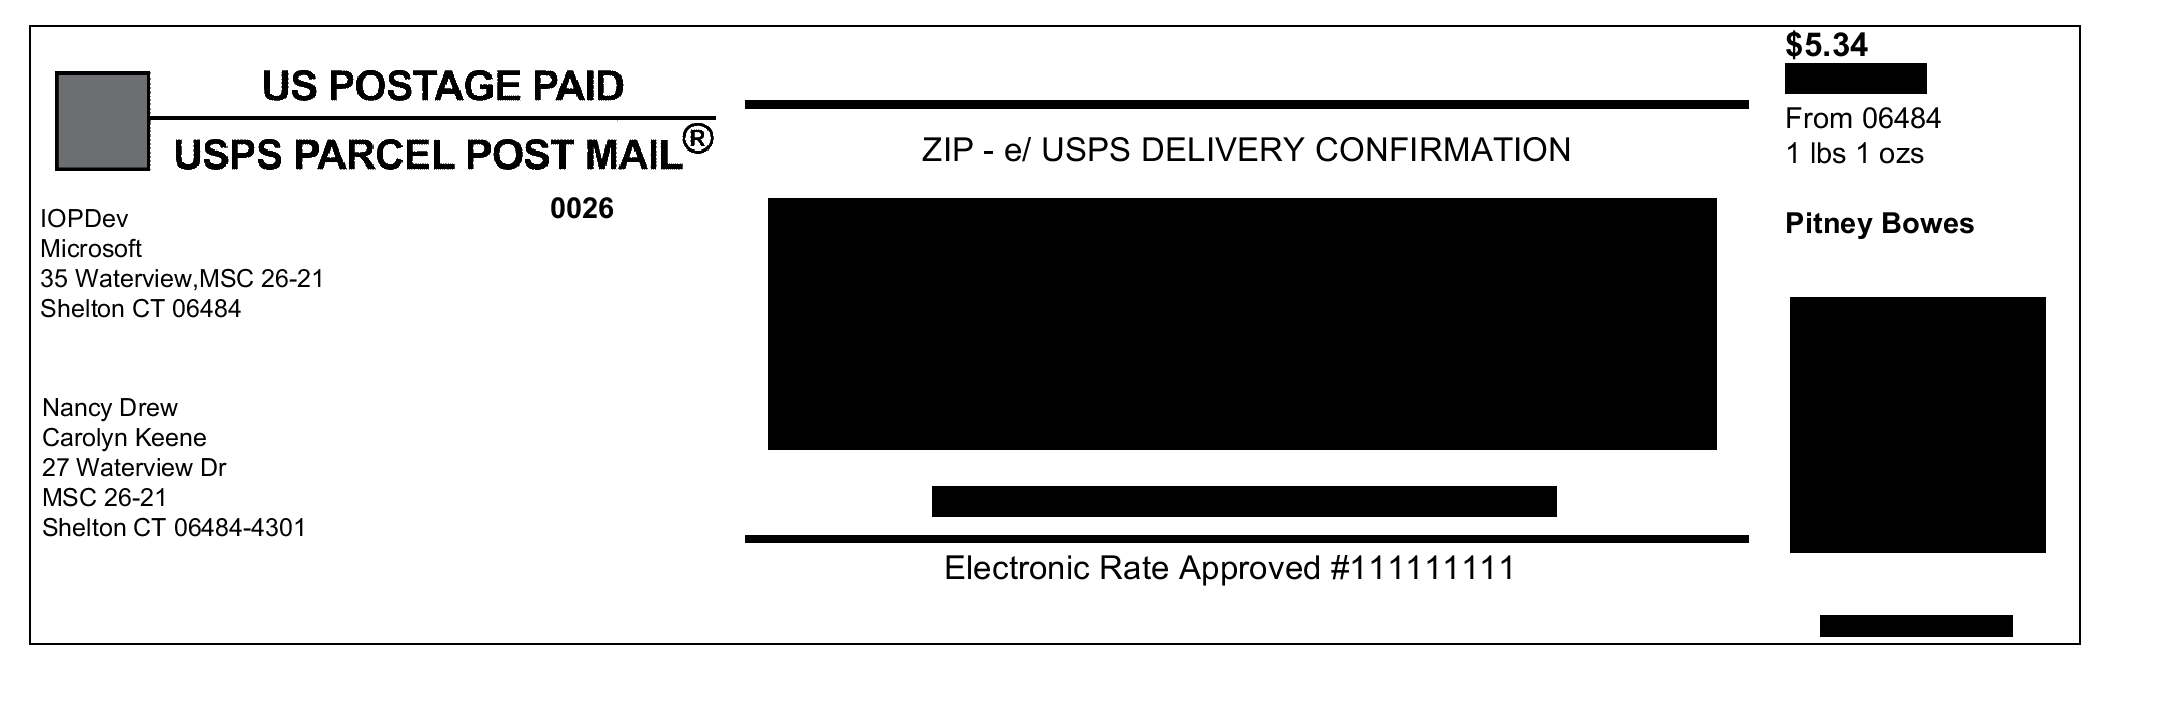 US POSTAGE PAID
USPS PARCEL POST MAIL®
0026
IOPDev
Microsoft
35 Waterview,MSC 26-21
Shelton CT 06484
Nancy Drew
Carolyn Keene
27 Waterview Dr
MSC 26-21
Shelton CT 06484-4301
ZIP - e/ USPS DELIVERY CONFIRMATION
Electronic Rate Approved #111111111
$5.34
From 06484
1 lbs 1 ozs
Pitney Bowes